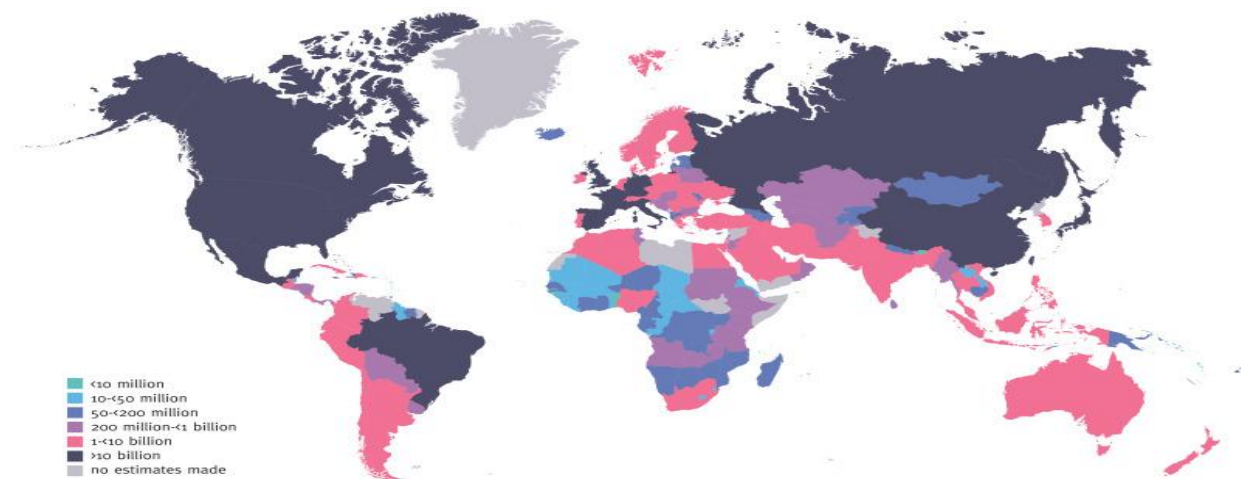 <10 million
10-<50 million
50-<200 million
200 million-<1 billion
1-<10 billion
>10 billion
no estimates made